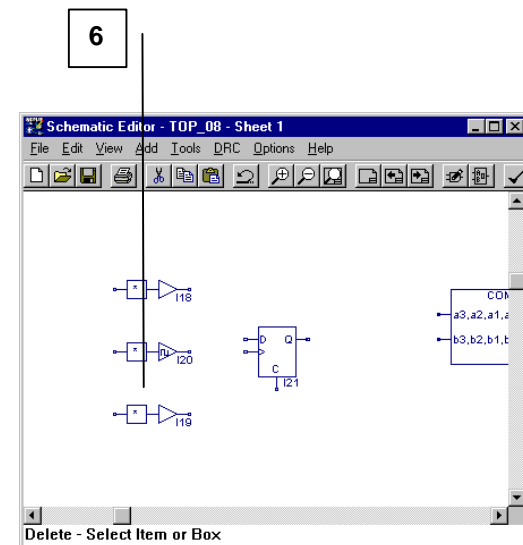 6
Schematic Editor - TOP_08 - Sheet 1
File Edit View Add Tools DRC Options Help
I18
COM
a3,a2,a1,a
b3,b2,b1,b
I20
D Q
C
I21
I19
Delete - Select Item or Box